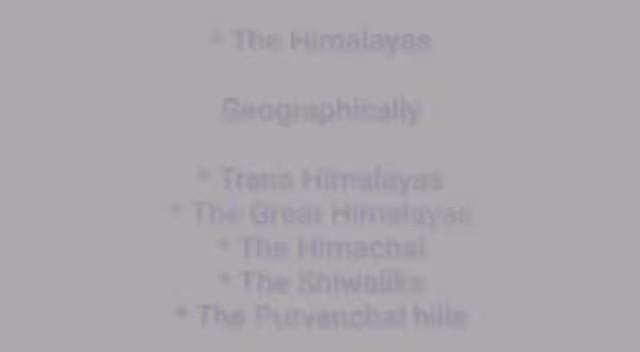 * The Himalayas
Geographically
* Trans Himalayas
* The Great Himalayas
* The Himachal
* The Shiwaliks
* The Purvanchal hills